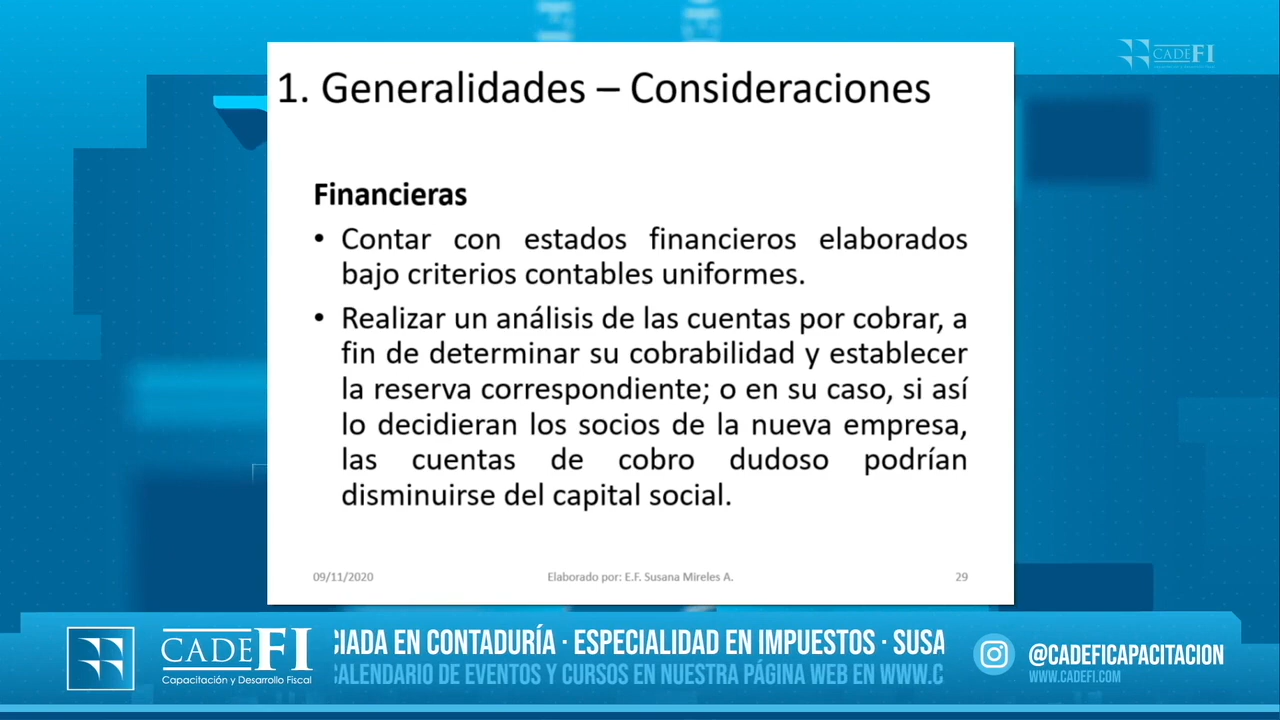 CADEFI
1. Generalidades – Consideraciones
Financieras
• Contar con estados financieros elaborados
bajo criterios contables uniformes.
• Realizar un análisis de las cuentas por cobrar, a
fin de determinar su cobrabilidad y establecer
la reserva correspondiente; o en su caso, si así
lo decidieran los socios de la nueva empresa,
las cuentas de cobro dudoso podrían
disminuirse del capital social.
09/11/2020 Elaborado por: E.F. Susana Mireles A. 29
CADEFI
Capacitación y Desarrollo Fiscal
CIADA EN CONTADURÍA · ESPECIALIDAD EN IMPUESTOS · SUSA
CALENDARIO DE EVENTOS Y CURSOS EN NUESTRA PÁGINA WEB EN WWW.C
@CADEFICAPACITACION
WWW.CADEFI.COM